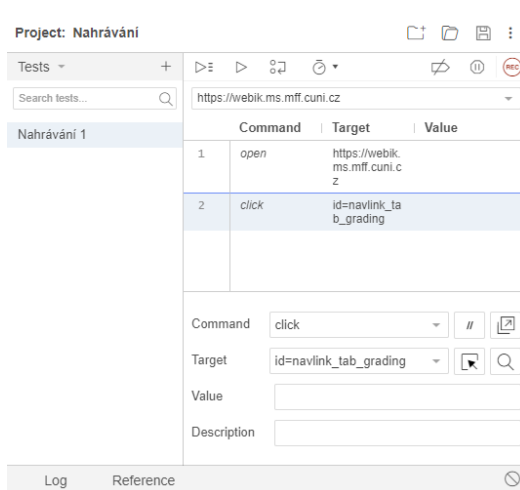 Project: Nahrávání
Tests
Search tests...
Nahrávání 1
REC
https://webik.ms.mff.cuni.cz
Command Target Value
1 open https://webik.
ms.mff.cuni.c
z
2 click id=navlink_ta
b_grading
Command click //
Target id=navlink_tab_grading
Value
Description
Log Reference